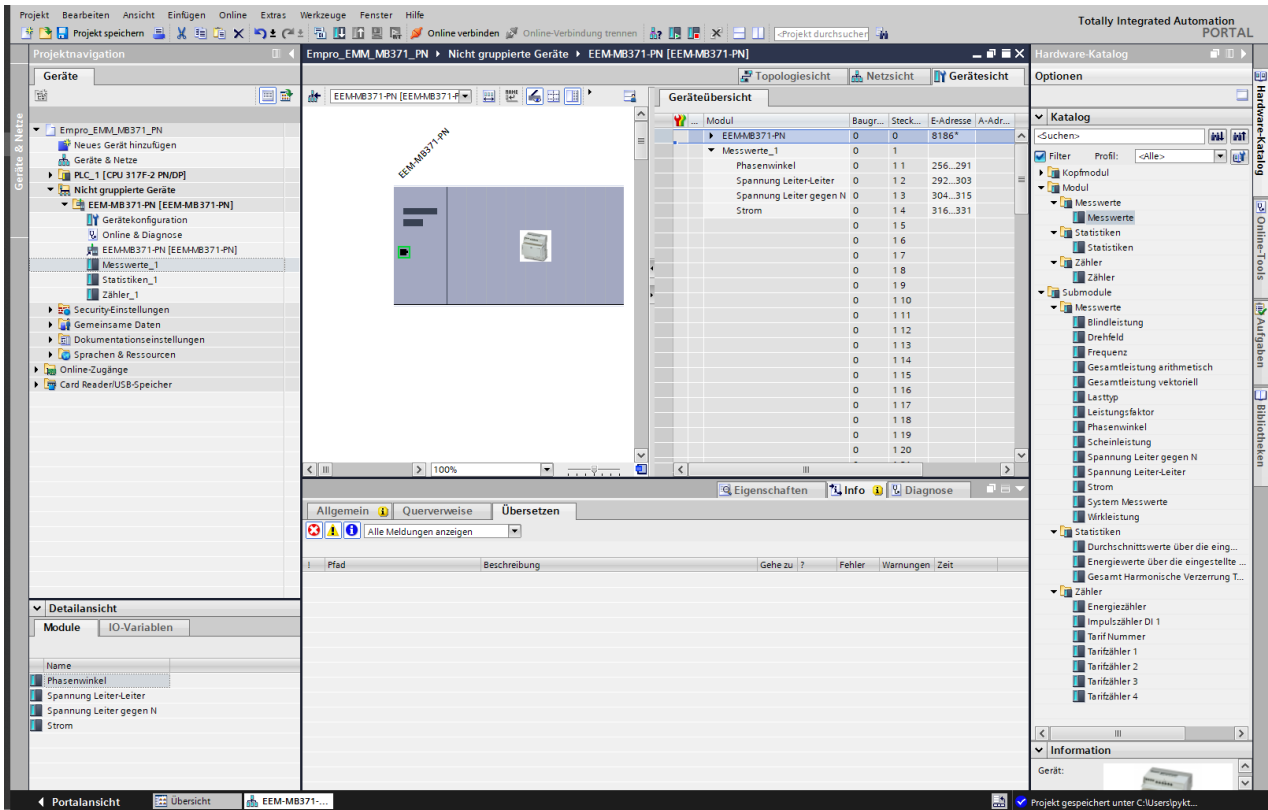 Projekt Bearbeiten Ansicht Einfügen Online Extras Werkzeuge Fenster Hilfe
Totally Integrated Automation
PORTAL
Projekt speichern
Online verbinden
Online-Verbindung trennen
<Projekt durchsuchen
Projektnavigation
Geräte
Geräte & Netze
Empro_EMM_MB371_PN
Neues Gerät hinzufügen
Geräte & Netze
PLC_1 [CPU 317F-2 PN/DP]
Nicht gruppierte Geräte
EEM-MB371-PN [EEM-MB371-PN]
Gerätekonfiguration
Online & Diagnose
EEM-MB371-PN [EEM-MB371-PN]
Messwerte_1
Statistiken_1
Zähler_1
Security-Einstellungen
Gemeinsame Daten
Dokumentationseinstellungen
Sprachen & Ressourcen
Online-Zugänge
Card Reader/USB-Speicher
Detailansicht
Module IO-Variablen
Name
Phasenwinkel
Spannung Leiter-Leiter
Spannung Leiter gegen N
Strom
Empro_EMM_MB371_PN Nicht gruppierte Geräte EEM-MB371-PN [EEM-MB371-PN]
Topologiesicht Netzsicht Gerätesicht
EEM-MB371-PN [EEM-MB371-P
EEM-MB371-PN
100%
Geräteübersicht
... Modul Baugr... Steck... E-Adresse A-Adr...
EEM-MB371-PN 0 0 8186*
Messwerte_1 0 1
Phasenwinkel 0 1 1 256...291
Spannung Leiter-Leiter 0 1 2 292...303
Spannung Leiter gegen N 0 1 3 304...315
Strom 0 1 4 316...331
0 1 5
0 1 6
0 1 7
0 1 8
0 1 9
0 1 10
0 1 11
0 1 12
0 1 13
0 1 14
0 1 15
0 1 16
0 1 17
0 1 18
0 1 19
0 1 20
Eigenschaften Info Diagnose
Allgemein Querverweise Übersetzen
Alle Meldungen anzeigen
! Pfad Beschreibung Gehe zu ? Fehler Warnungen Zeit
Hardware-Katalog
Optionen
Katalog
<Suchen>
Filter Profil: <Alle>
Kopfmodul
Modul
Messwerte
Messwerte
Statistiken
Statistiken
Zähler
Zähler
Submodule
Messwerte
Blindleistung
Drehfeld
Frequenz
Gesamtleistung arithmetisch
Gesamtleistung vektoriell
Lasttyp
Leistungsfaktor
Phasenwinkel
Scheinleistung
Spannung Leiter gegen N
Spannung Leiter-Leiter
Strom
System Messwerte
Wirkleistung
Statistiken
Durchschnittswerte über die eing...
Energiewerte über die eingestellte ...
Gesamt Harmonische Verzerrung T...
Zähler
Energiezähler
Impulszähler DI 1
Tarif Nummer
Tarifzähler 1
Tarifzähler 2
Tarifzähler 3
Tarifzähler 4
Information
Gerät:
Hardware-Katalog
Online-Tools
Aufgaben
Bibliotheken
Portalansicht
Übersicht
EEM-MB371-...
Projekt gespeichert unter C:\Users\pykt...